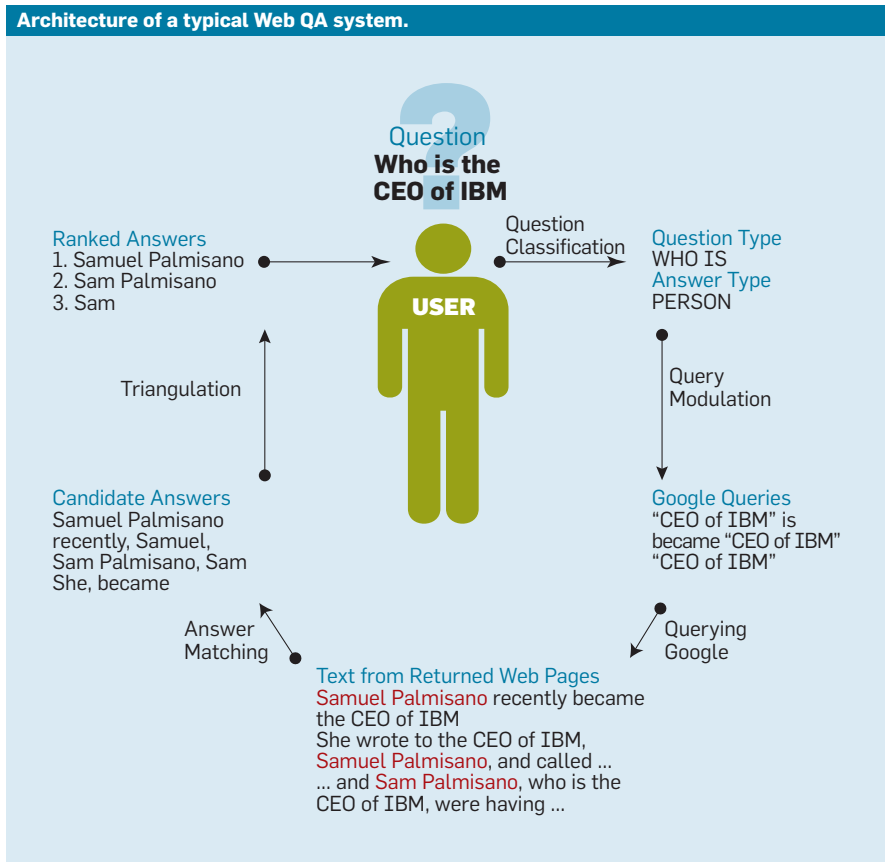 Architecture of a typical Web QA system.
?
Question
Who is the
CEO of IBM
Question
Classification
USER
Question Type
WHO IS
Answer Type
PERSON
Query
Modulation
Google Queries
“CEO of IBM” is
became “CEO of IBM”
“CEO of IBM”
Querying
Google
Text from Returned Web Pages
Samuel Palmisano recently became
the CEO of IBM
She wrote to the CEO of IBM,
Samuel Palmisano, and called ...
... and Sam Palmisano, who is the
CEO of IBM, were having ...
Answer
Matching
Candidate Answers
Samuel Palmisano
recently, Samuel,
Sam Palmisano, Sam
She, became
Triangulation
Ranked Answers
1. Samuel Palmisano
2. Sam Palmisano
3. Sam